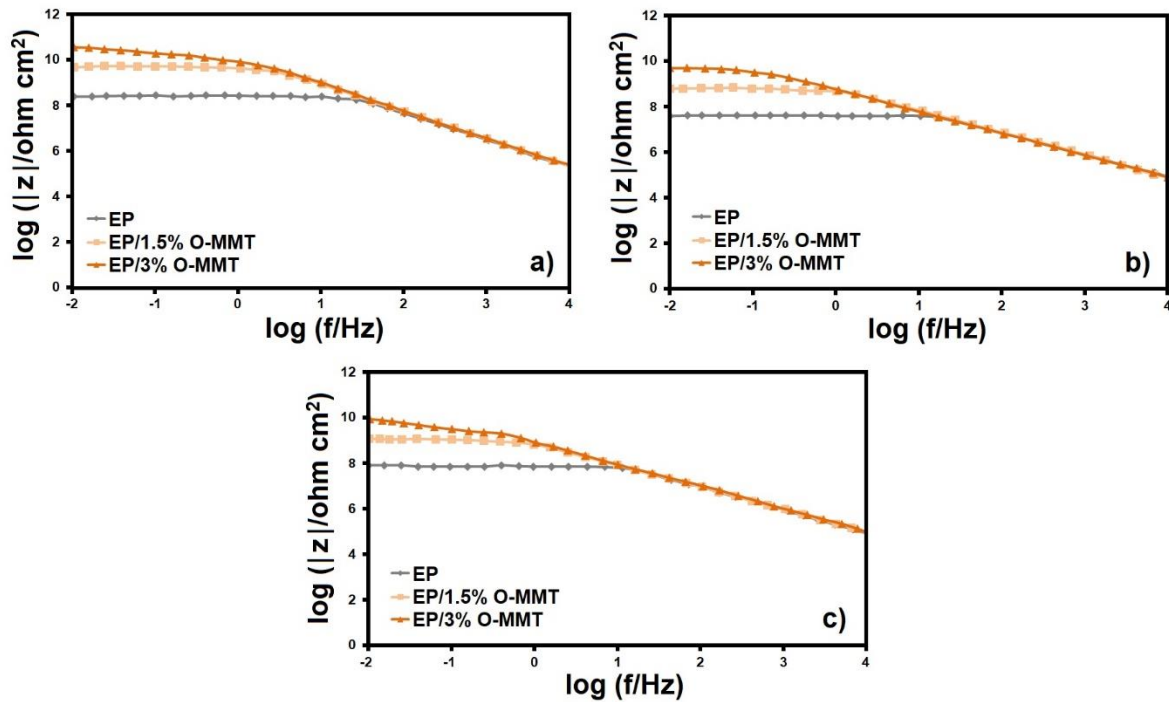 12
10
8
6
4
2
0
log (|z|/ohm cm²)
EP
EP/1.5% O-MMT
EP/3% O-MMT
a)
-2 -1 0 1 2 3 4
log (f/Hz)
12
10
8
6
4
2
0
log (|z|/ohm cm²)
EP
EP/1.5% O-MMT
EP/3% O-MMT
b)
-2 -1 0 1 2 3 4
log (f/Hz)
12
10
8
6
4
2
0
log (|z|/ohm cm²)
EP
EP/1.5% O-MMT
EP/3% O-MMT
c)
-2 -1 0 1 2 3 4
log (f/Hz)